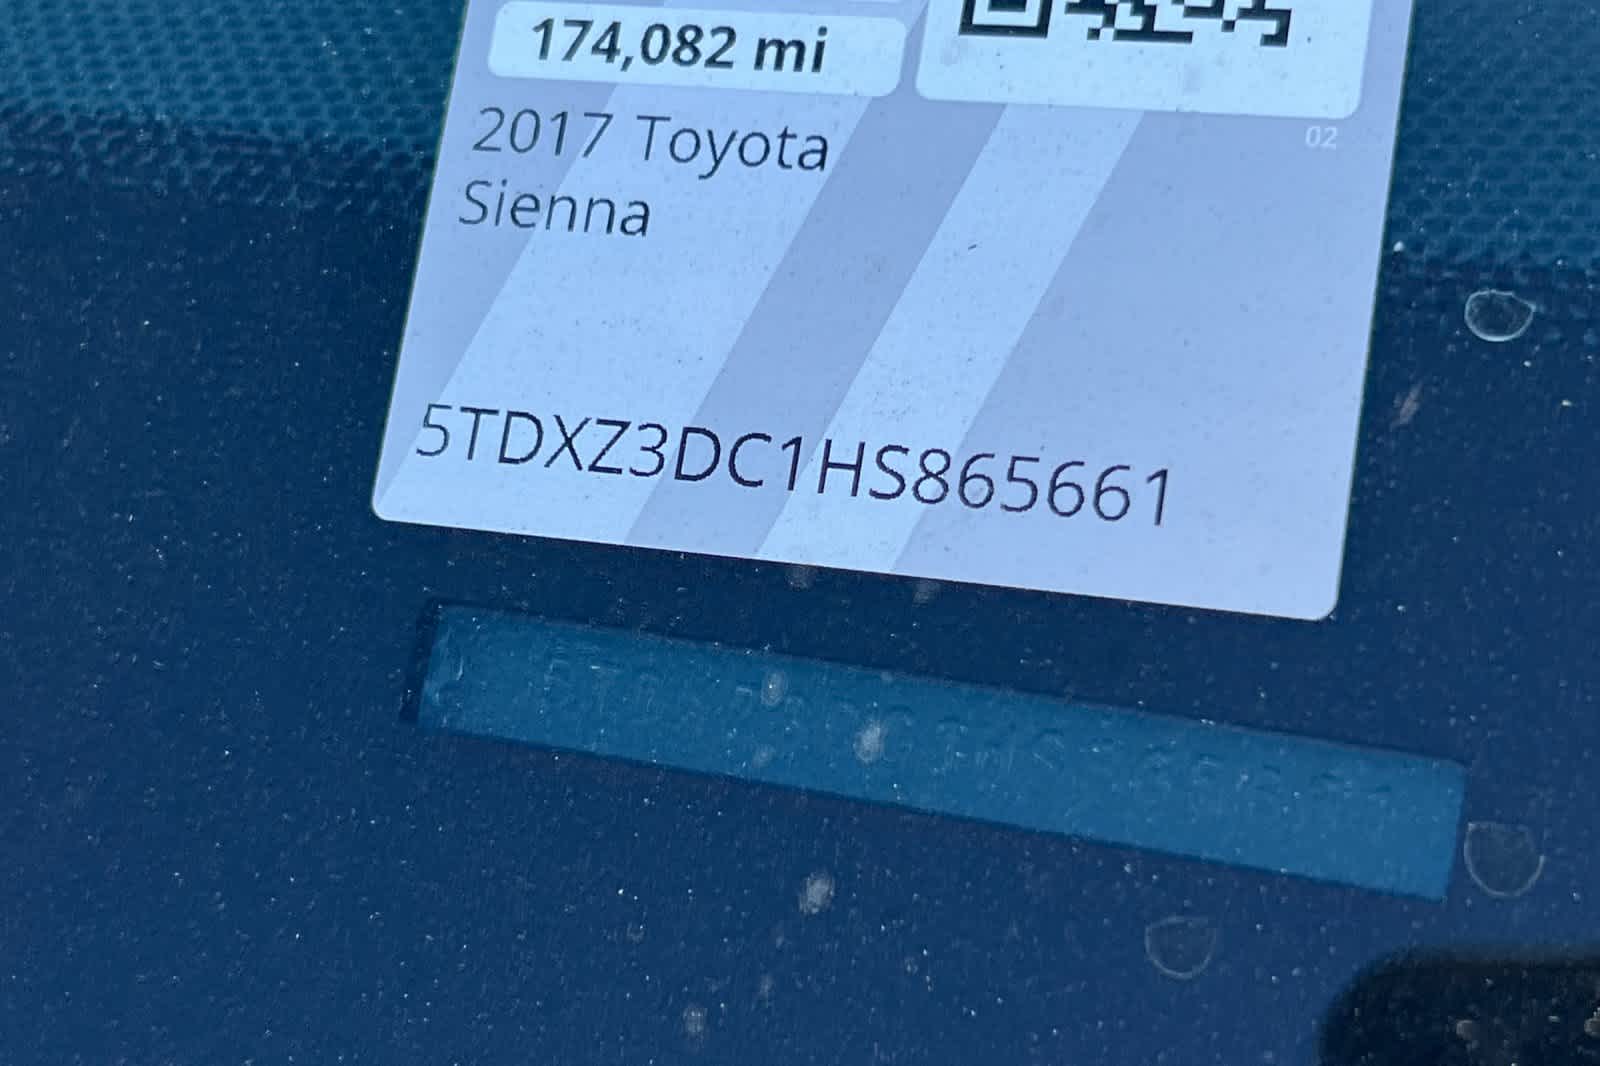 174,082 mi
02
2017 Toyota
Sienna
5TDXZ3DC1HS865661